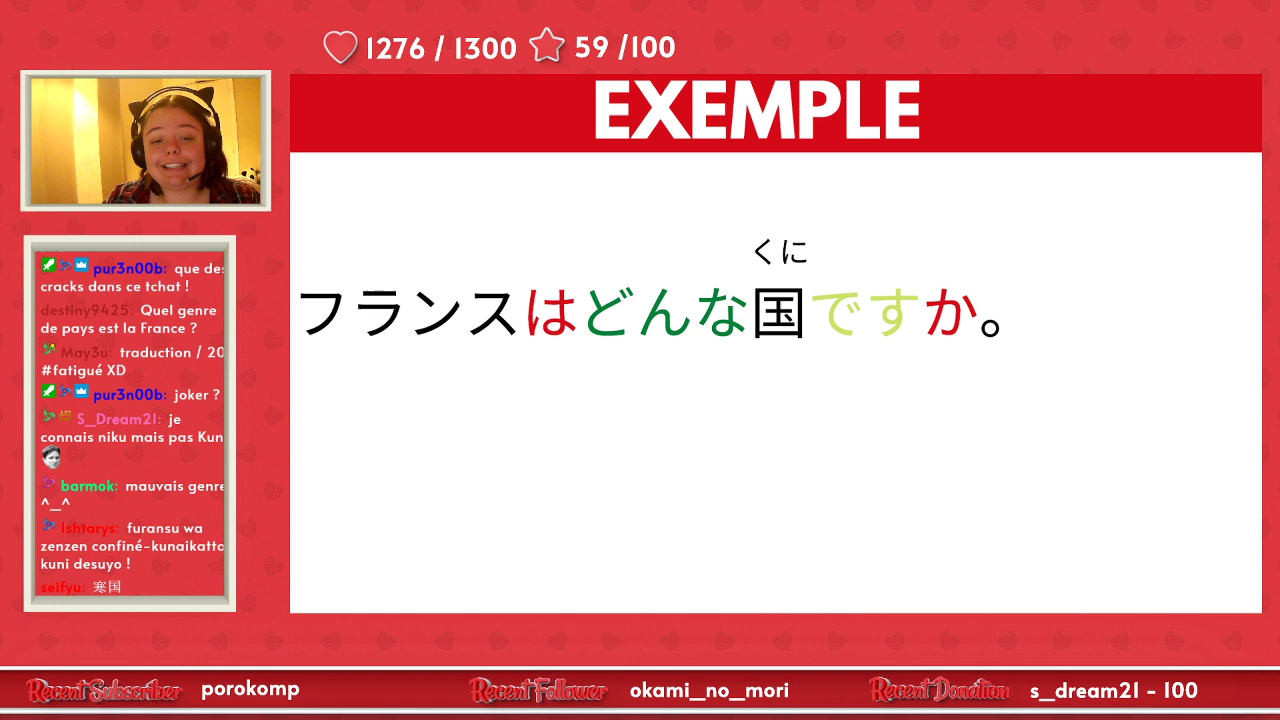 1276 / 1300 59 /100
EXEMPLE
くに
フランスはどんな国ですか。
pur3n00b: que des
cracks dans ce tchat !
destiny9425: Quel genre
de pays est la France ?
May3u: traduction / 20
#fatigué XD
pur3n00b: joker ?
S_Dream21: je
connais niku mais pas Kun
barmok: mauvais genre
^_^
Ishtarys: furansu wa
zenzen confiné-kunaikatta
kuni desuyo !
seifyu: 寒国
Recent Subscriber porokomp Recent Follower okami_no_mori Recent Donation s_dream21 - 100